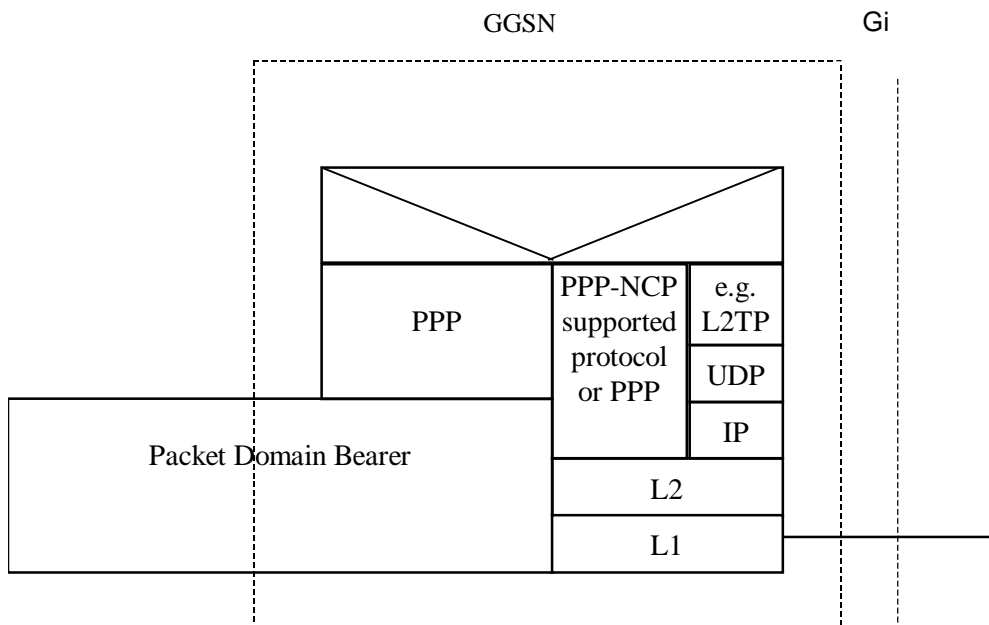 GGSN
Gi
PPP
PPP-NCP
supported
protocol
or PPP
e.g.
L2TP
UDP
IP
Packet Domain Bearer
L2
L1